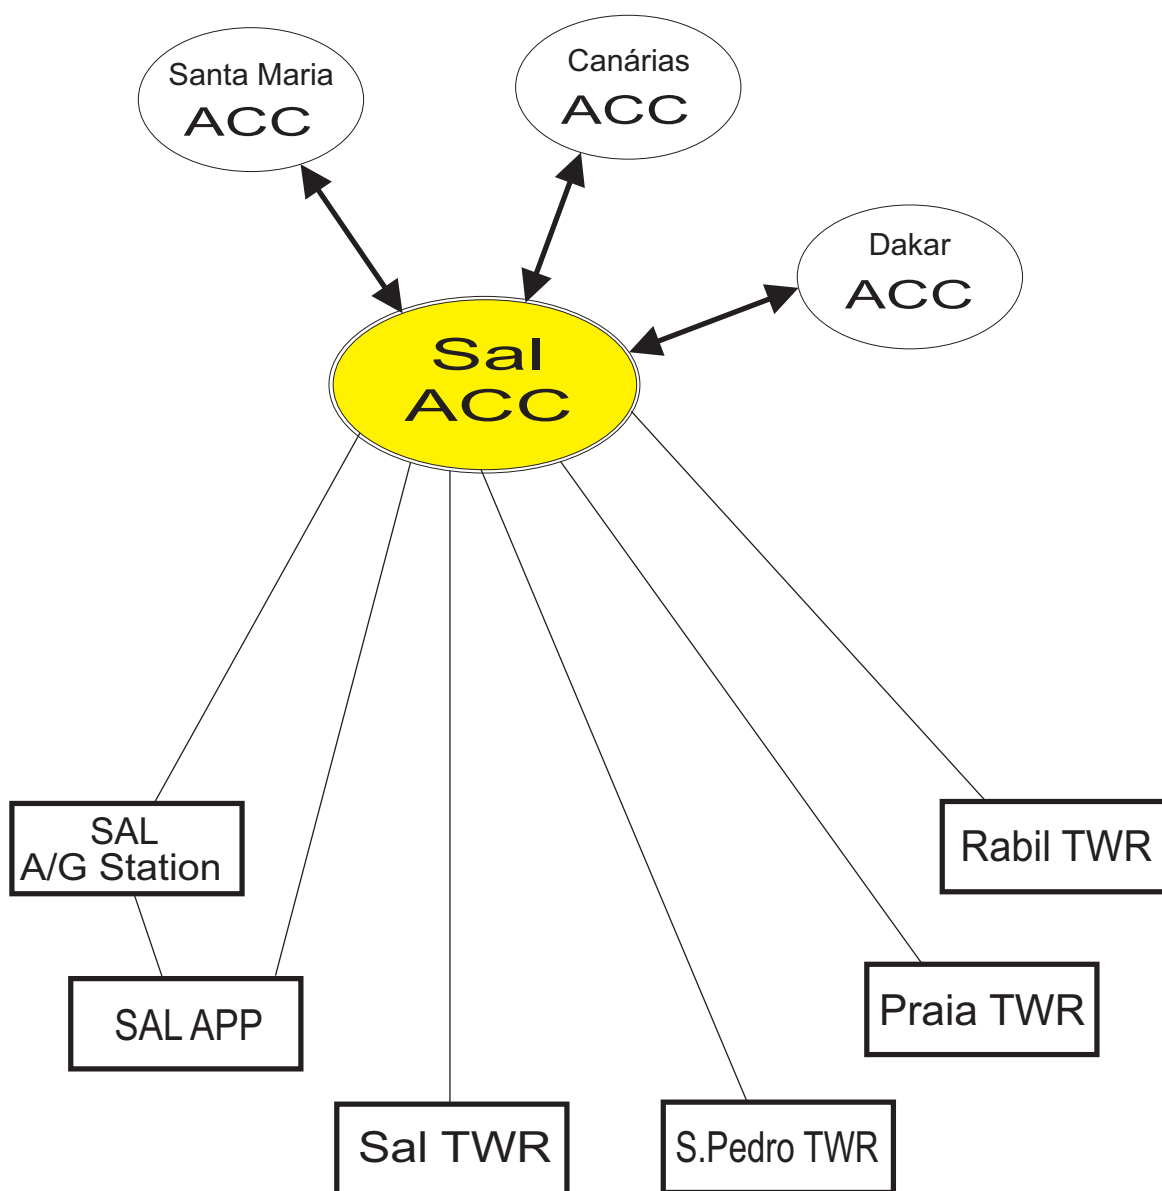 Santa Maria
ACC
Canárias
ACC
Dakar
ACC
Sal
ACC
SAL
A/G Station
Rabil TWR
SAL APP
Praia TWR
Sal TWR
S.Pedro TWR